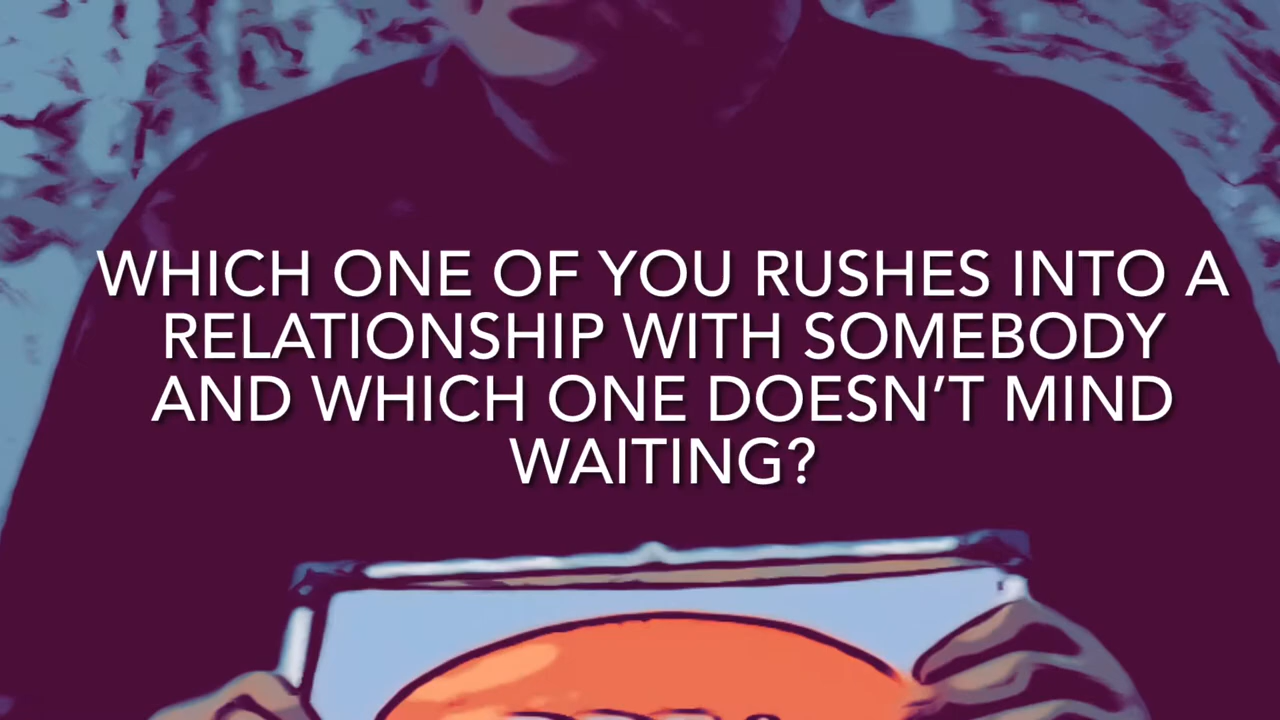 WHICH ONE OF YOU RUSHES INTO A
RELATIONSHIP WITH SOMEBODY
AND WHICH ONE DOESN’T MIND
WAITING?